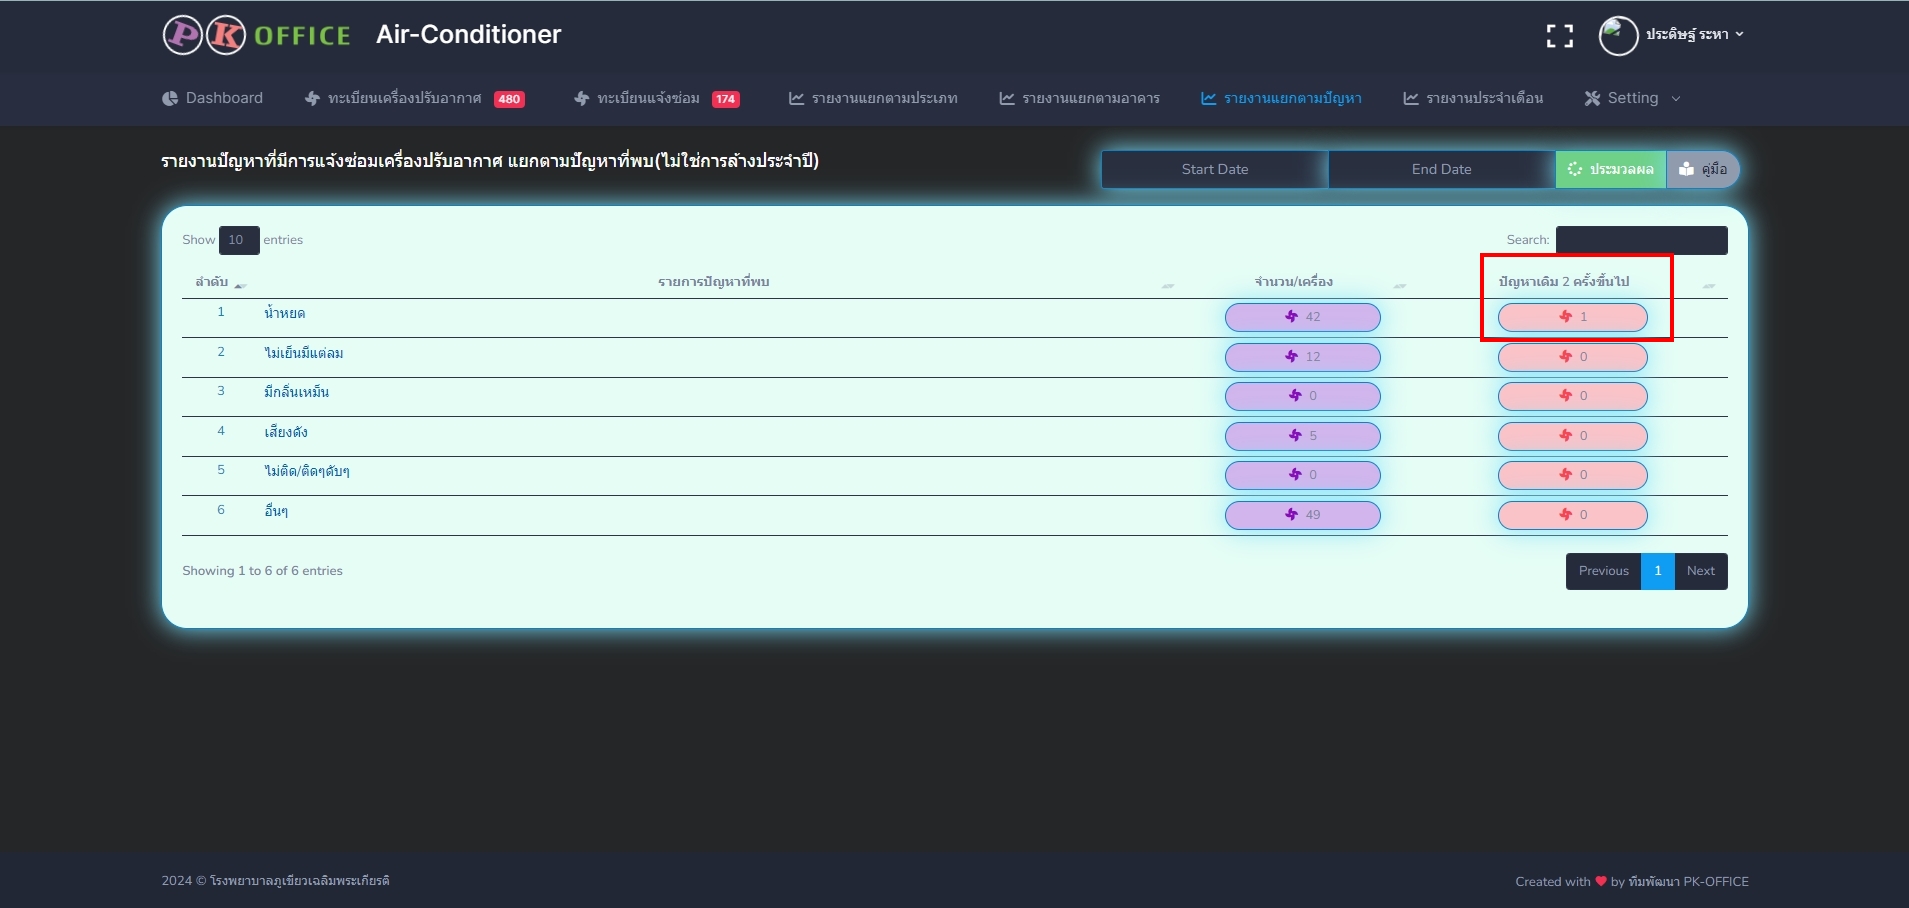 PK OFFICE Air-Conditioner ประดิษฐ์ ระหา
Dashboard ทะเบียนเครื่องปรับอากาศ 480 ทะเบียนแจ้งซ่อม 174 รายงานแยกตามประเภท รายงานแยกตามอาคาร รายงานแยกตามปัญหา รายงานประจำเดือน Setting
รายงานปัญหาที่มีการแจ้งซ่อมเครื่องปรับอากาศ แยกตามปัญหาที่พบ(ไม่ใช่การล้างประจำปี) Start Date End Date ประมวลผล คู่มือ
Show 10 entries Search:
ลำดับ รายการปัญหาที่พบ จำนวน/เครื่อง ปัญหาเดิม 2 ครั้งขึ้นไป
1 น้ำหยด 42 1
2 ไม่เย็นมีแต่ลม 12 0
3 มีกลิ่นเหม็น 0 0
4 เสียงดัง 5 0
5 ไม่ติด/ติดๆดับๆ 0 0
6 อื่นๆ 49 0
Showing 1 to 6 of 6 entries Previous 1 Next
2024 © โรงพยาบาลภูเขียวเฉลิมพระเกียรติ Created with ❤ by ทีมพัฒนา PK-OFFICE